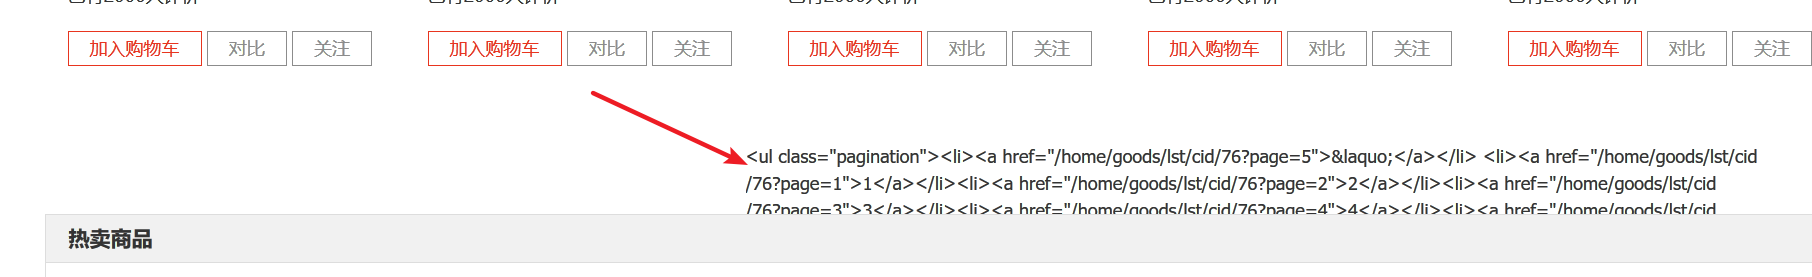 加入购物车 对比 关注 加入购物车 对比 关注 加入购物车 对比 关注 加入购物车 对比 关注 加入购物车 对比 关注
<ul class="pagination"><li><a href="/home/goods/lst/cid/76?page=5">&laquo;</a></li> <li><a href="/home/goods/lst/cid
/76?page=1">1</a></li><li><a href="/home/goods/lst/cid/76?page=2">2</a></li><li><a href="/home/goods/lst/cid
/76?page=3">3</a></li><li><a href="/home/goods/lst/cid/76?page=4">4</a></li><li><a href="/home/goods/lst/cid
热卖商品